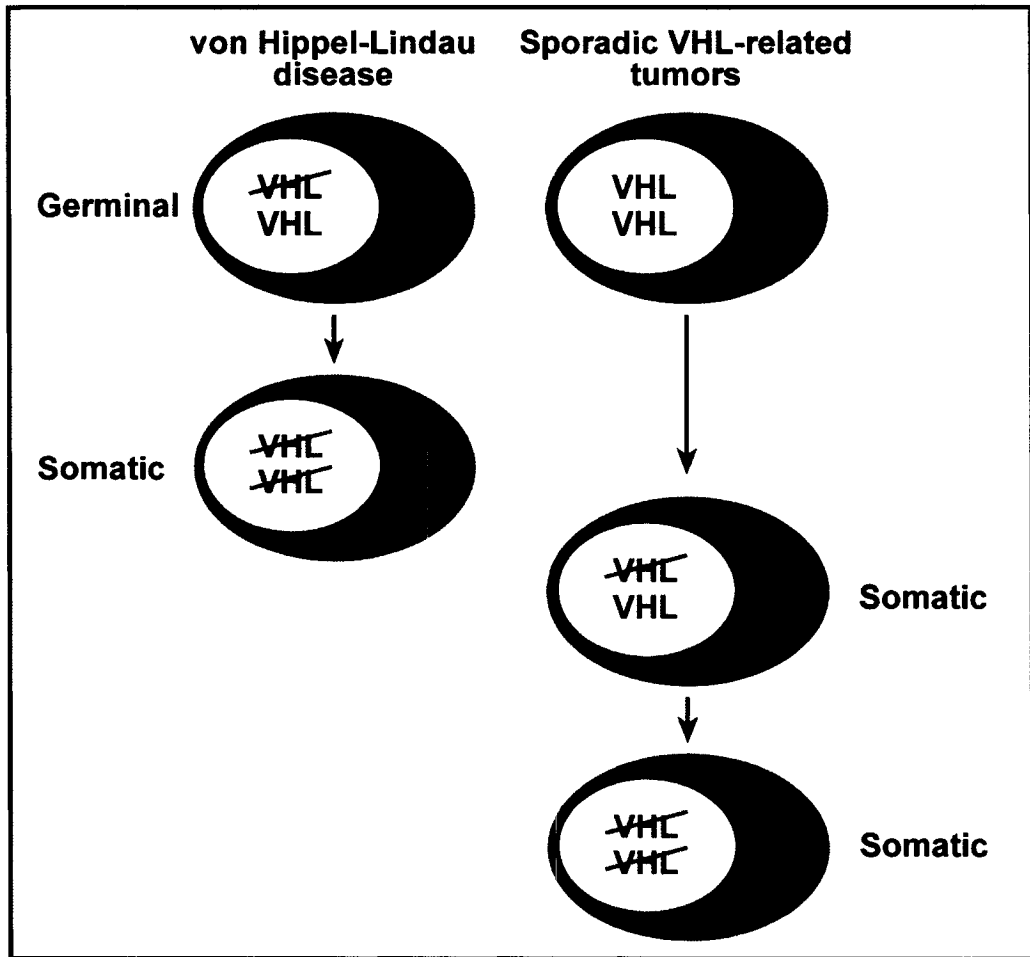 von Hippel-Lindau
disease
Sporadic VHL-related
tumors
Germinal
VHL
VHL
VHL
VHL
Somatic
VHL
VHL
VHL
VHL
Somatic
VHL
VHL
Somatic